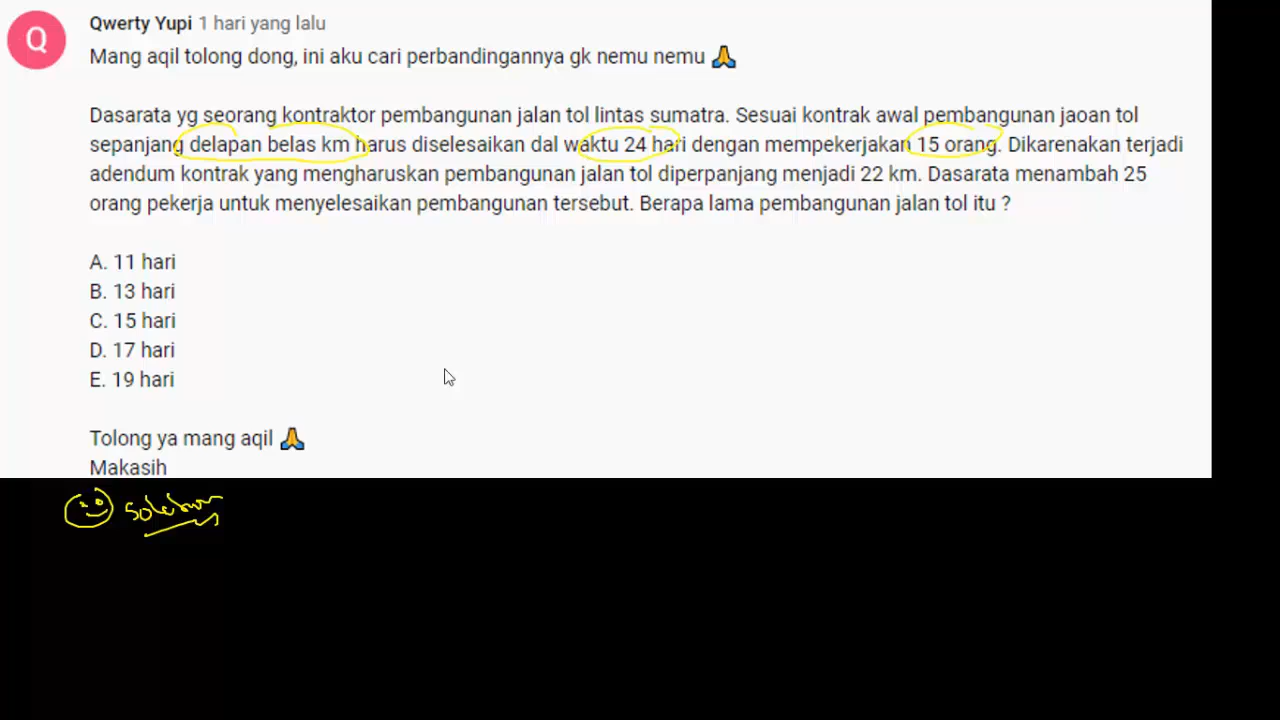 Q
Qwerty Yupi 1 hari yang lalu
Mang aqil tolong dong, ini aku cari perbandingannya gk nemu nemu 🙏
Dasarata yg seorang kontraktor pembangunan jalan tol lintas sumatra. Sesuai kontrak awal pembangunan jaoan tol
sepanjang delapan belas km harus diselesaikan dal waktu 24 hari dengan mempekerjakan 15 orang. Dikarenakan terjadi
adendum kontrak yang mengharuskan pembangunan jalan tol diperpanjang menjadi 22 km. Dasarata menambah 25
orang pekerja untuk menyelesaikan pembangunan tersebut. Berapa lama pembangunan jalan tol itu ?
A. 11 hari
B. 13 hari
C. 15 hari
D. 17 hari
E. 19 hari
Tolong ya mang aqil 🙏
Makasih